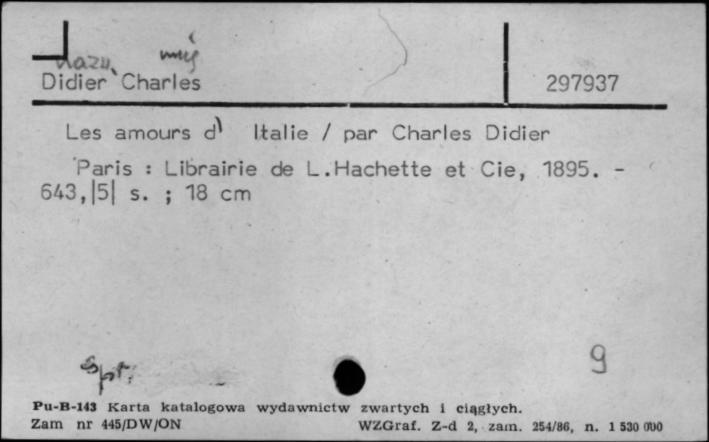 Didier Charles 297937
Les amours d' Italie / par Charles Didier
Paris : Librairie de L.Hachette et Cie, 1895. -
643,|5| s. ; 18 cm
9
Pu-B-143 Karta katalogowa wydawnictw zwartych i ciągłych.
Zam nr 445/DW/ON WZGraf. Z-d 2, zam. 254/86, n. 1 530 000